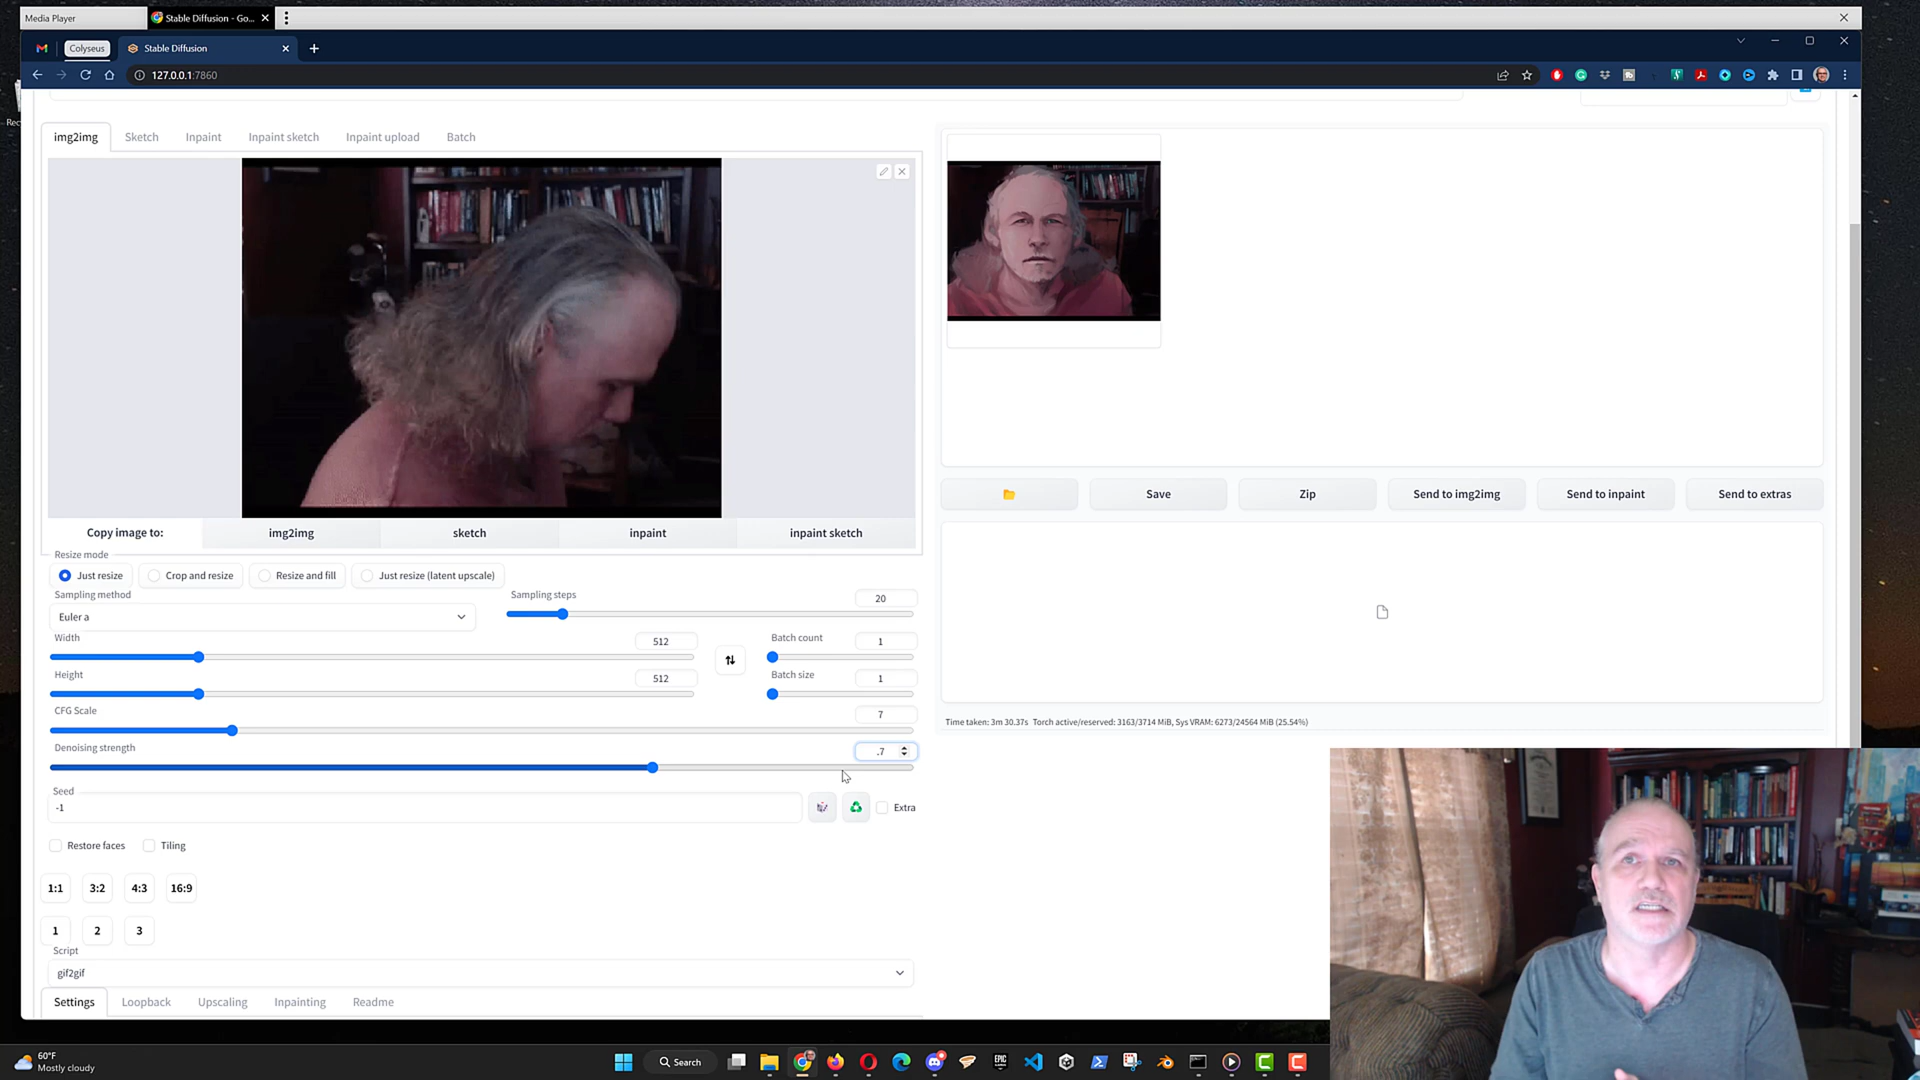 Media Player
Stable Diffusion - Go...
Colyseus
Stable Diffusion
127.0.0.1:7860
img2img
Sketch
Inpaint
Inpaint sketch
Inpaint upload
Batch
Copy image to:
img2img
sketch
inpaint
inpaint sketch
Save
Zip
Send to img2img
Send to inpaint
Send to extras
Resize mode
Just resize
Crop and resize
Resize and fill
Just resize (latent upscale)
Sampling method
Euler a
Sampling steps
20
Width
512
Batch count
1
Height
512
Batch size
1
CFG Scale
7
Denoising strength
.7
Time taken: 3m 30.37s Torch active/reserved: 3163/3714 MiB, Sys VRAM: 6273/24564 MiB (25.54%)
Seed
-1
Extra
Restore faces
Tiling
1:1
3:2
4:3
16:9
1
2
3
Script
gif2gif
Settings
Loopback
Upscaling
Inpainting
Readme
60°F
Mostly cloudy
Search
EPIC